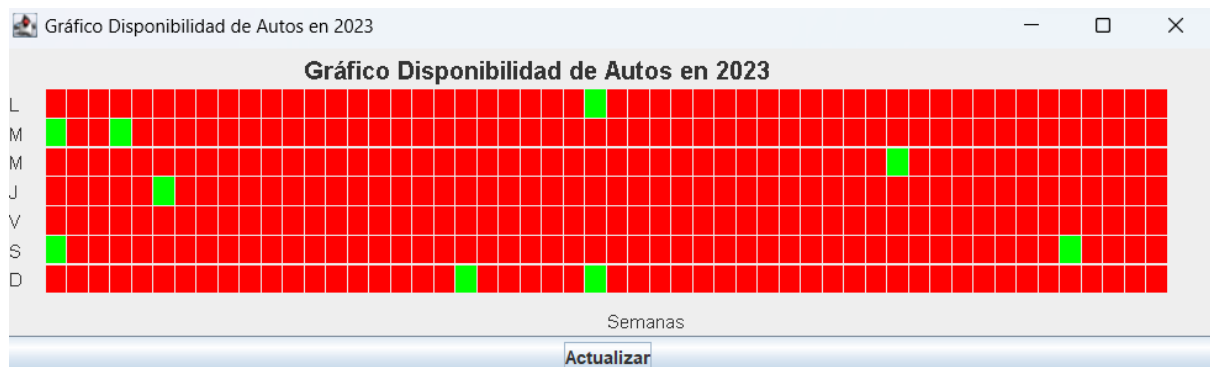 Gráfico Disponibilidad de Autos en 2023
Gráfico Disponibilidad de Autos en 2023
L
M
M
J
V
S
D
Semanas
Actualizar